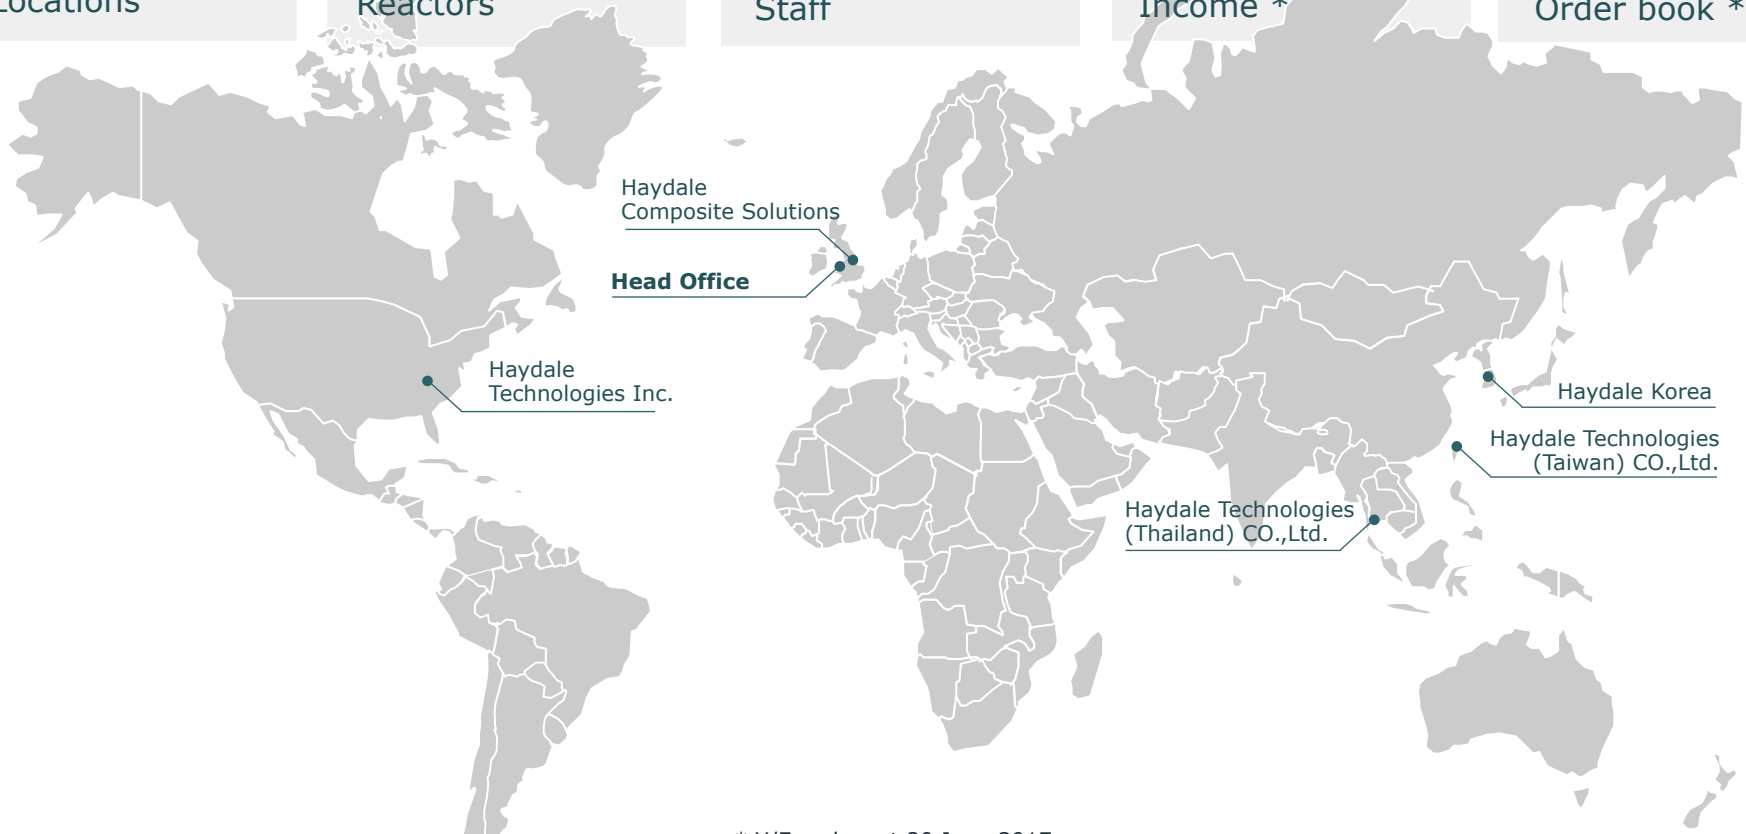 Locations
Reactors
Staff
Income *
Order book *
Haydale
Composite Solutions
Head Office
Haydale
Technologies Inc.
Haydale Korea
Haydale Technologies
(Taiwan) CO.,Ltd.
Haydale Technologies
(Thailand) CO.,Ltd.